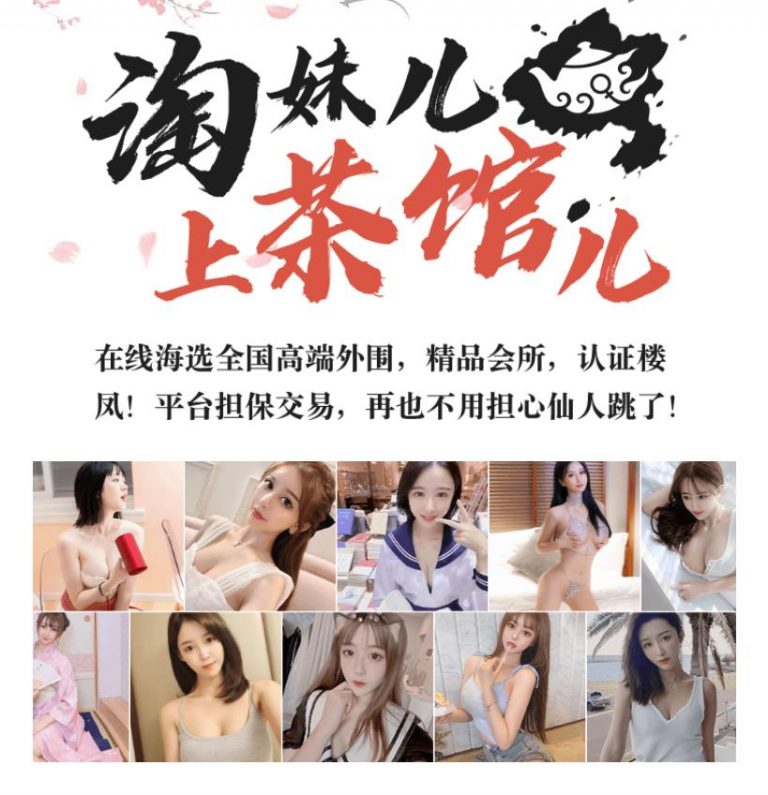 淘妹儿
上茶馆儿
在线海选全国高端外围，精品会所，认证楼
凤！平台担保交易，再也不用担心仙人跳了！